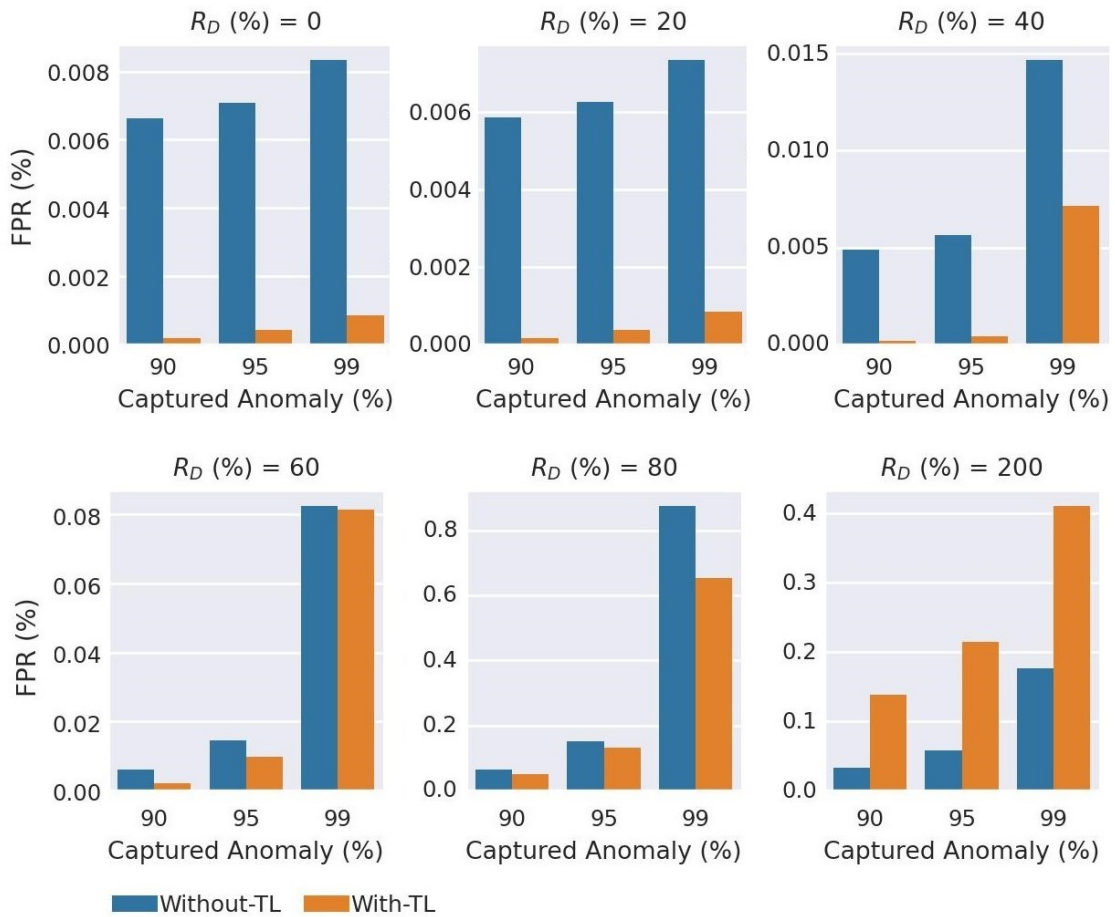 R_D (%) = 0
R_D (%) = 20
R_D (%) = 40
FPR (%)
0.008
0.006
0.004
0.002
0.000
90 95 99
Captured Anomaly (%)
0.006
0.004
0.002
0.000
90 95 99
Captured Anomaly (%)
0.015
0.010
0.005
0.000
90 95 99
Captured Anomaly (%)
R_D (%) = 60
R_D (%) = 80
R_D (%) = 200
FPR (%)
0.08
0.06
0.04
0.02
0.00
90 95 99
Captured Anomaly (%)
0.8
0.6
0.4
0.2
0.0
90 95 99
Captured Anomaly (%)
0.4
0.3
0.2
0.1
0.0
90 95 99
Captured Anomaly (%)
Without-TL With-TL